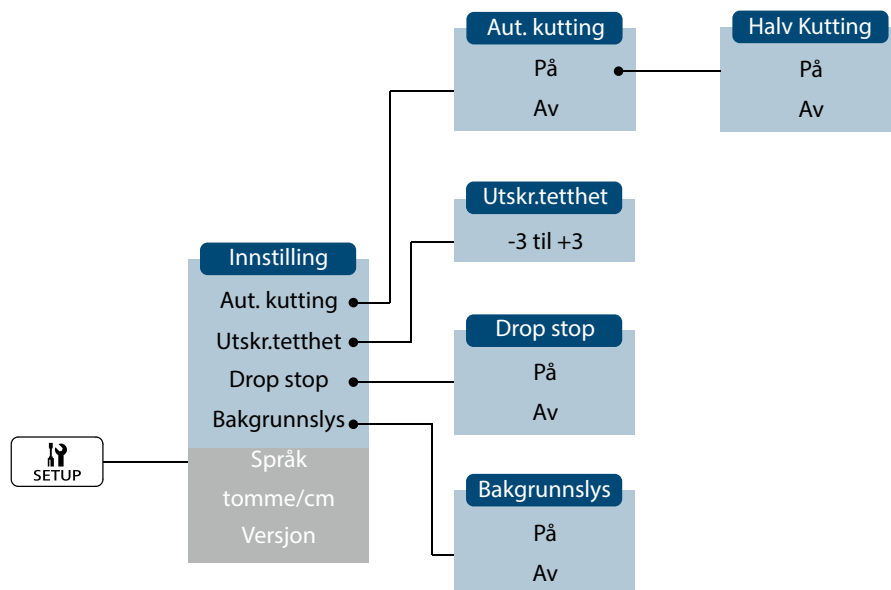 Aut. kutting
På
Av
Halv Kutting
På
Av
Utskr.tetthet
-3 til +3
Innstilling
Aut. kutting
Utskr.tetthet
Drop stop
Bakgrunnslys
Språk
tomme/cm
Versjon
SETUP
Drop stop
På
Av
Bakgrunnslys
På
Av